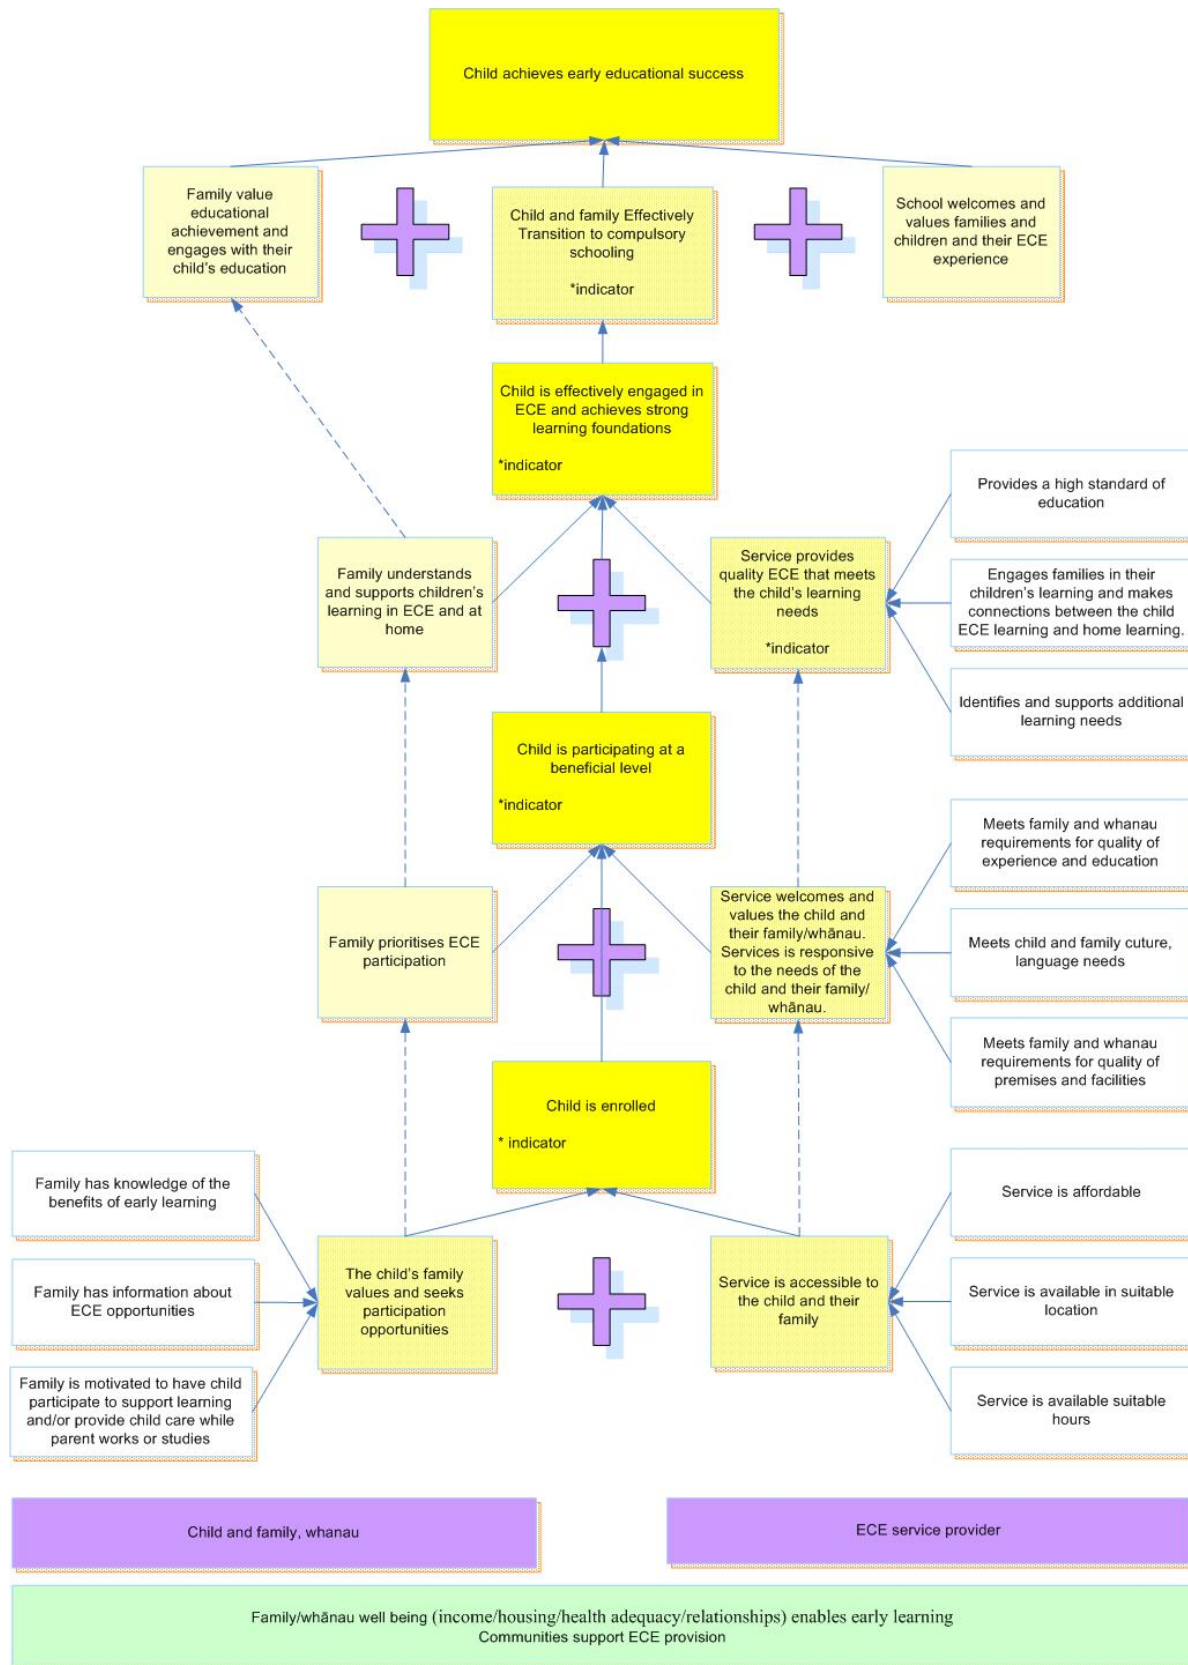 Child achieves early educational success
Family value
educational
achievement and
engages with their
child's education
Child and family Effectively
Transition to compulsory
schooling
*indicator
School welcomes and
values families and
children and their ECE
experience
Child is effectively engaged in
ECE and achieves strong
learning foundations
*indicator
Family understands
and supports children's
learning in ECE and at
home
Service provides
quality ECE that meets
the child's learning
needs
*indicator
Provides a high standard of
education
Engages families in their
children's learning and makes
connections between the child
ECE learning and home learning.
Identifies and supports additional
learning needs
Child is participating at a
beneficial level
*indicator
Family prioritises ECE
participation
Service welcomes and
values the child and
their family/whānau.
Services is responsive
to the needs of the
child and their family/
whānau.
Meets family and whanau
requirements for quality of
experience and education
Meets child and family cuture,
language needs
Meets family and whanau
requirements for quality of
premises and facilities
Child is enrolled
* indicator
Family has knowledge of the
benefits of early learning
Family has information about
ECE opportunities
Family is motivated to have child
participate to support learning
and/or provide child care while
parent works or studies
The child's family
values and seeks
participation
opportunities
Service is accessible to
the child and their
family
Service is affordable
Service is available in suitable
location
Service is available suitable
hours
Child and family, whanau
ECE service provider
Family/whānau well being (income/housing/health adequacy/relationships) enables early learning
Communities support ECE provision